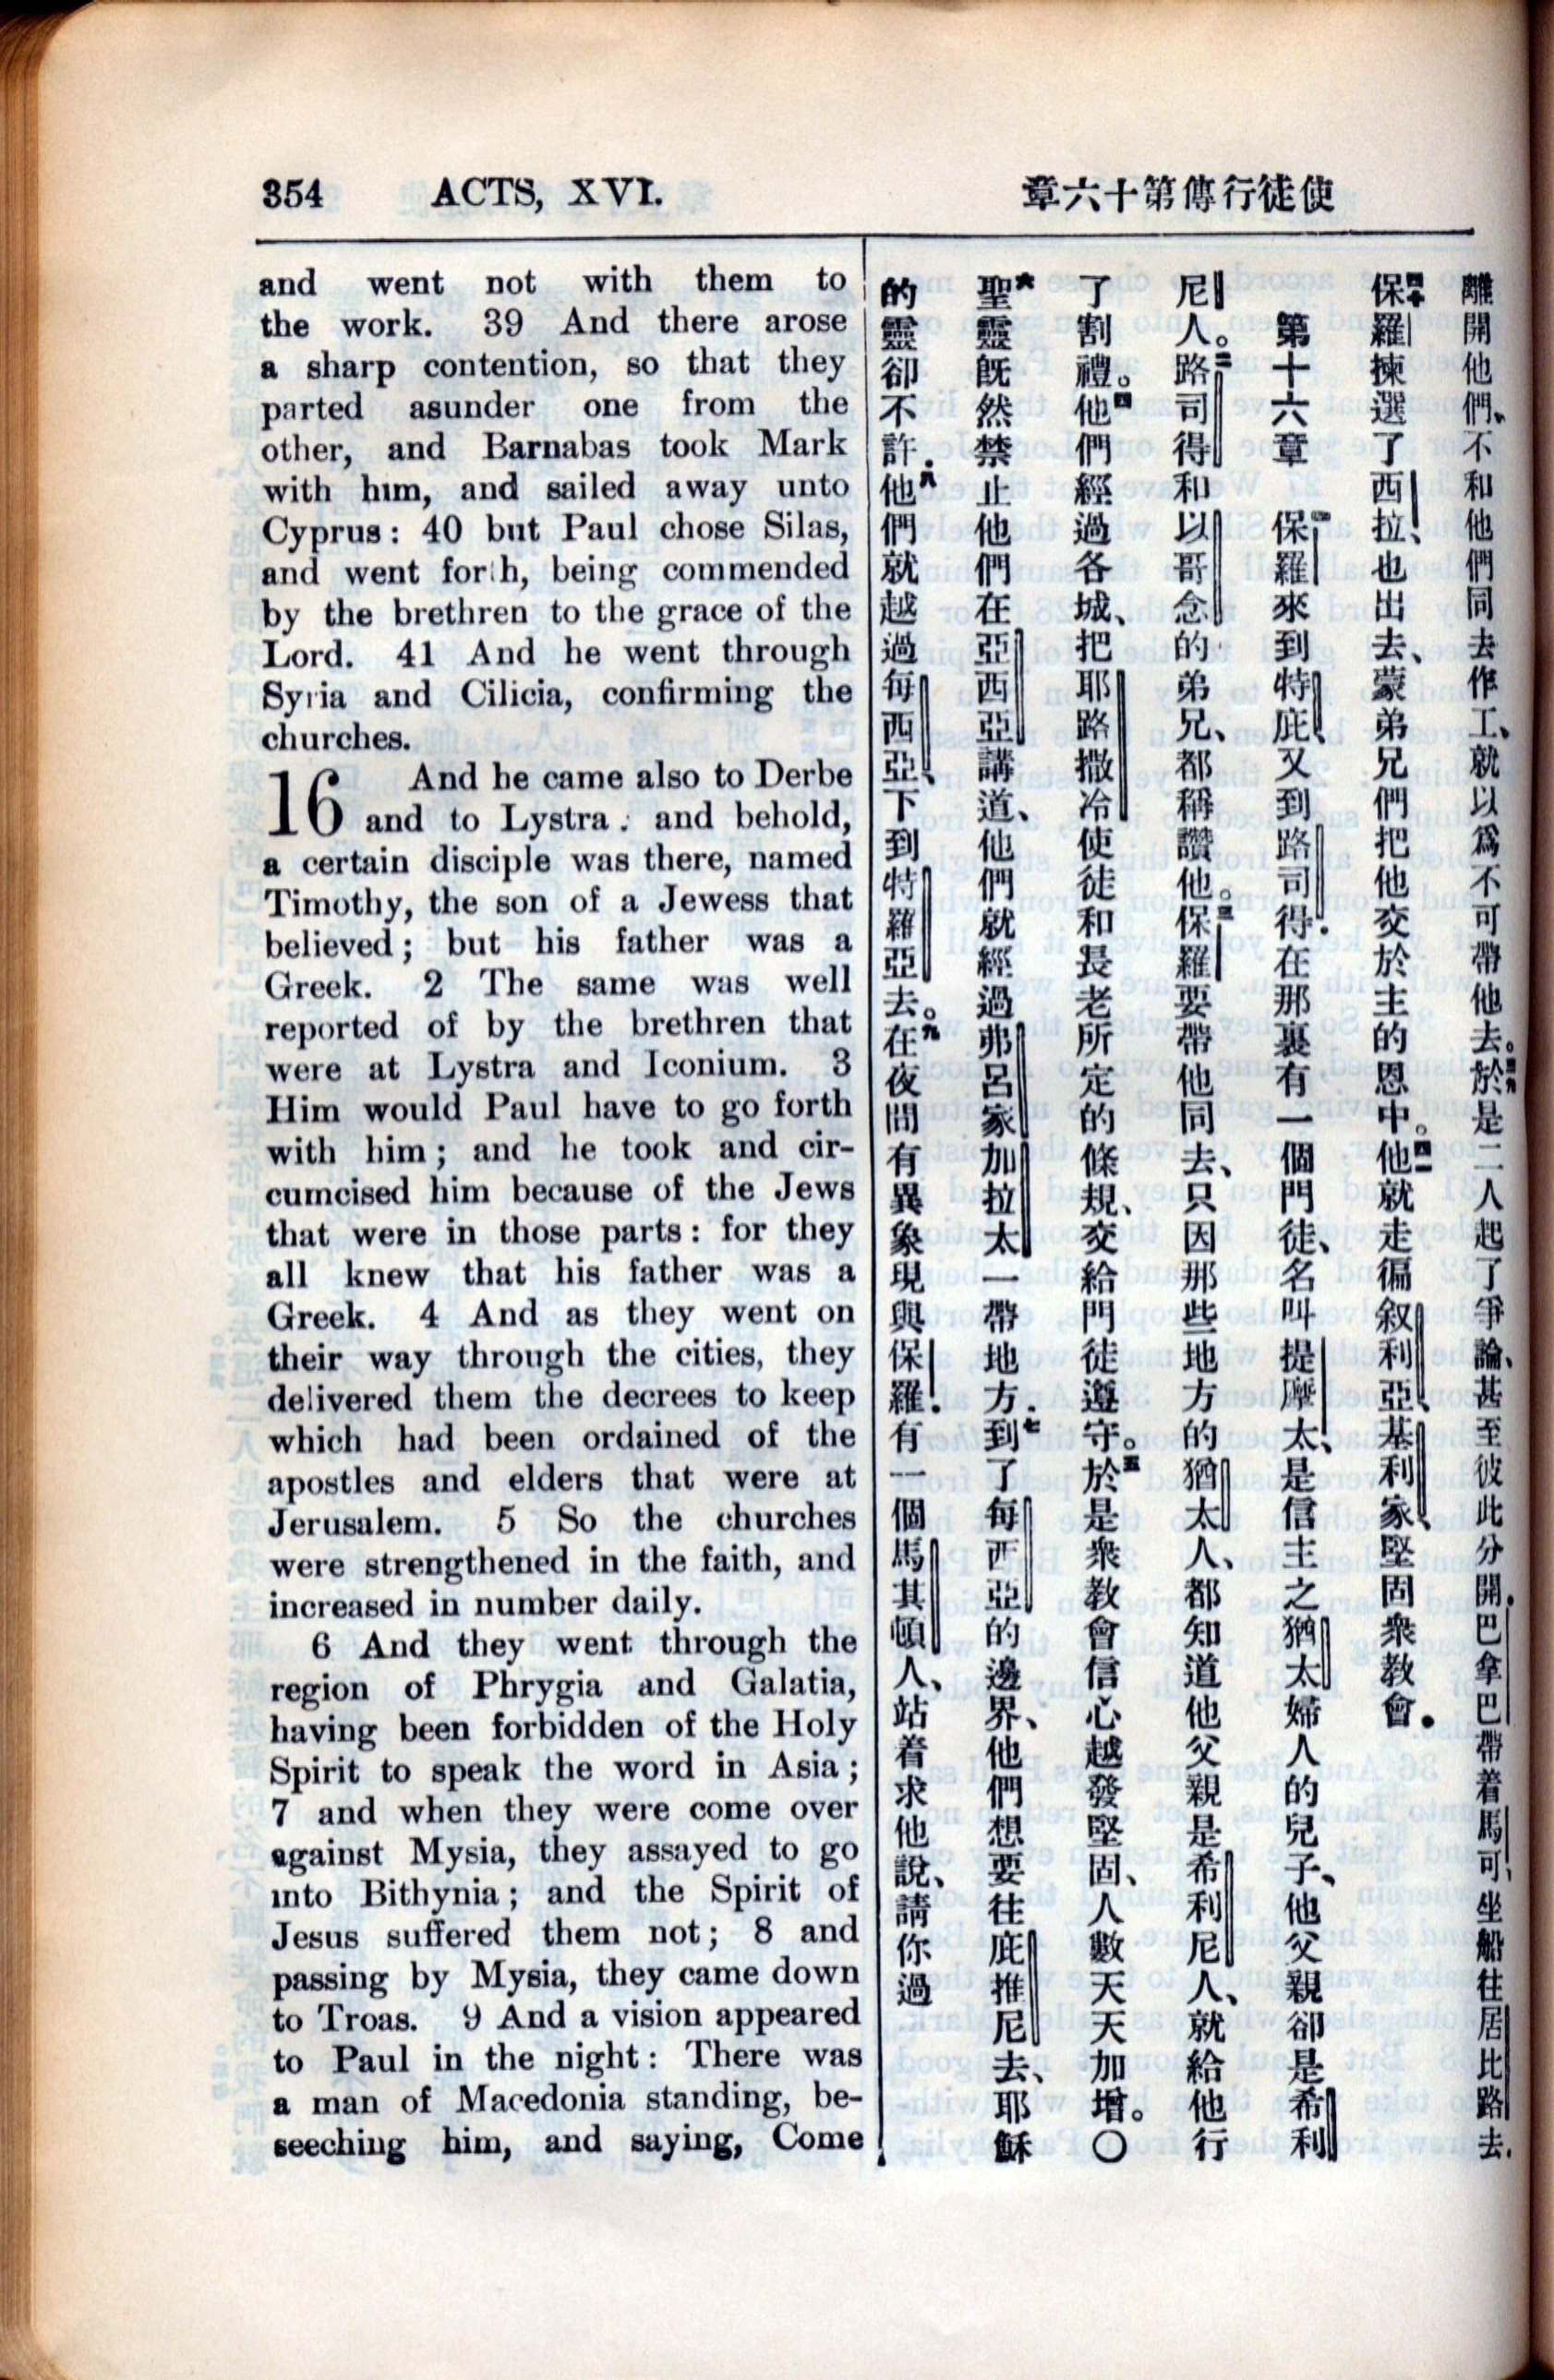 354 ACTS, XVI.
章六十第傳行徒使
and went not with them to
the work. 39 And there arose
a sharp contention, so that they
parted asunder one from the
other, and Barnabas took Mark
with him, and sailed away unto
Cyprus: 40 but Paul chose Silas,
and went forth, being commended
by the brethren to the grace of the
Lord. 41 And he went through
Syria and Cilicia, confirming the
churches.
16 And he came also to Derbe
and to Lystra: and behold,
a certain disciple was there, named
Timothy, the son of a Jewess that
believed; but his father was a
Greek. 2 The same was well
reported of by the brethren that
were at Lystra and Iconium. 3
Him would Paul have to go forth
with him; and he took and cir-
cumcised him because of the Jews
that were in those parts: for they
all knew that his father was a
Greek. 4 And as they went on
their way through the cities, they
delivered them the decrees to keep
which had been ordained of the
apostles and elders that were at
Jerusalem. 5 So the churches
were strengthened in the faith, and
increased in number daily.
6 And they went through the
region of Phrygia and Galatia,
having been forbidden of the Holy
Spirit to speak the word in Asia;
7 and when they were come over
against Mysia, they assayed to go
into Bithynia; and the Spirit of
Jesus suffered them not; 8 and
passing by Mysia, they came down
to Troas. 9 And a vision appeared
to Paul in the night: There was
a man of Macedonia standing, be-
seeching him, and saying, Come
離開他們、不和他們同去作工、就以爲不可帶他去。三九於是二人起了爭論、甚至彼此分開．巴拿巴帶着馬可、坐船往居比路去．
四十保羅揀選了西拉、也出去、蒙弟兄們把他交於主的恩中。四一他就走徧叙利亞、基利家、堅固衆教會．
第十六章 一保羅來到特庇、又到路司得．在那裏有一個門徒、名叫提摩太、是信主之猶太婦人的兒子、他父親卻是希利
尼人。二路司得和以哥念的弟兄、都稱讚他。三保羅要帶他同去、只因那些地方的猶太人、都知道他父親是希利尼人、就給他行
了割禮。四他們經過各城、把耶路撒冷使徒和長老所定的條規、交給門徒遵守。五於是衆教會信心越發堅固、人數天天加增。〇
六聖靈旣然禁止他們在亞西亞講道、他們就經過弗呂家加拉太一帶地方．七到了每西亞的邊界、他們想要往庇推尼去、耶穌
的靈卻不許．八他們就越過每西亞、下到特羅亞去。九在夜間有異象現與保羅．有一個馬其頓人、站着求他說、請你過